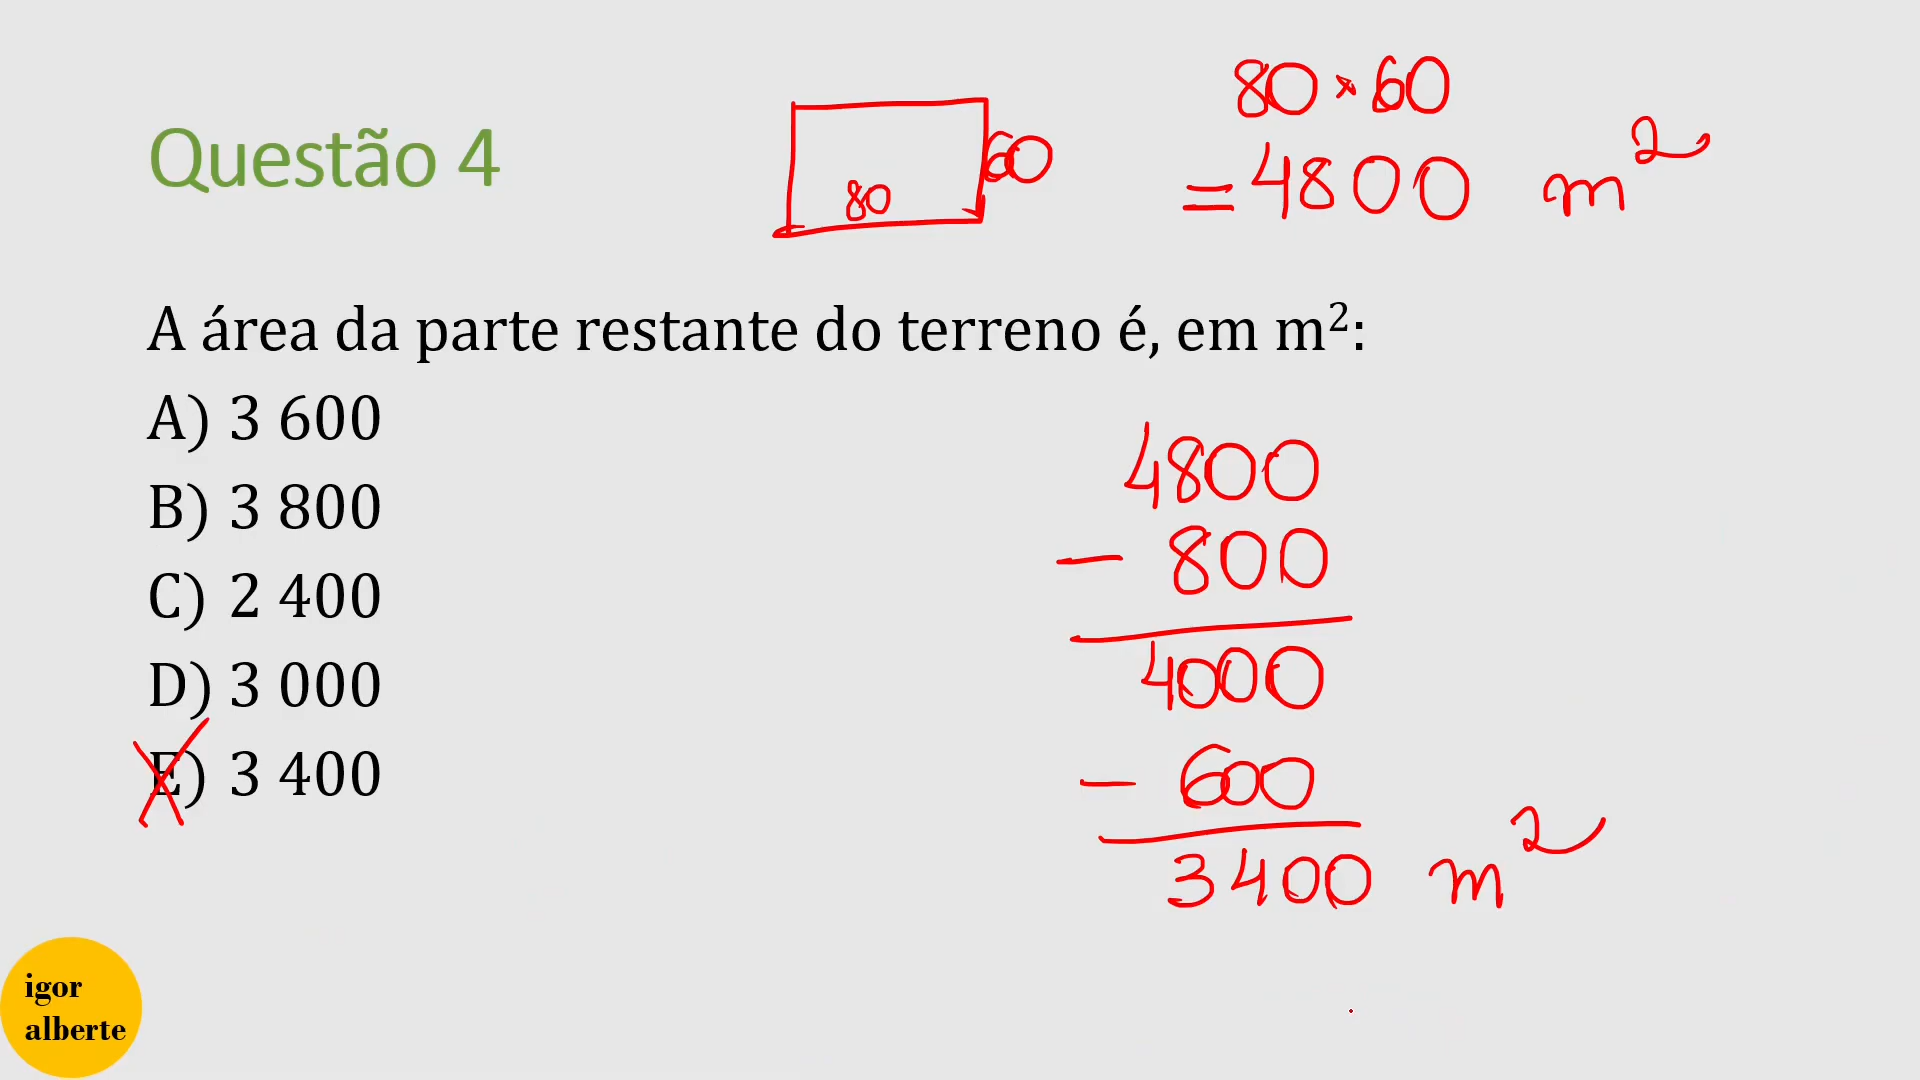 80 × 60
Questão 4
60
80
= 4800 m²
A área da parte restante do terreno é, em m²:
A) 3 600
B) 3 800
C) 2 400
D) 3 000
E) 3 400
4800
− 800
4000
− 600
3400 m²
igor
alberte